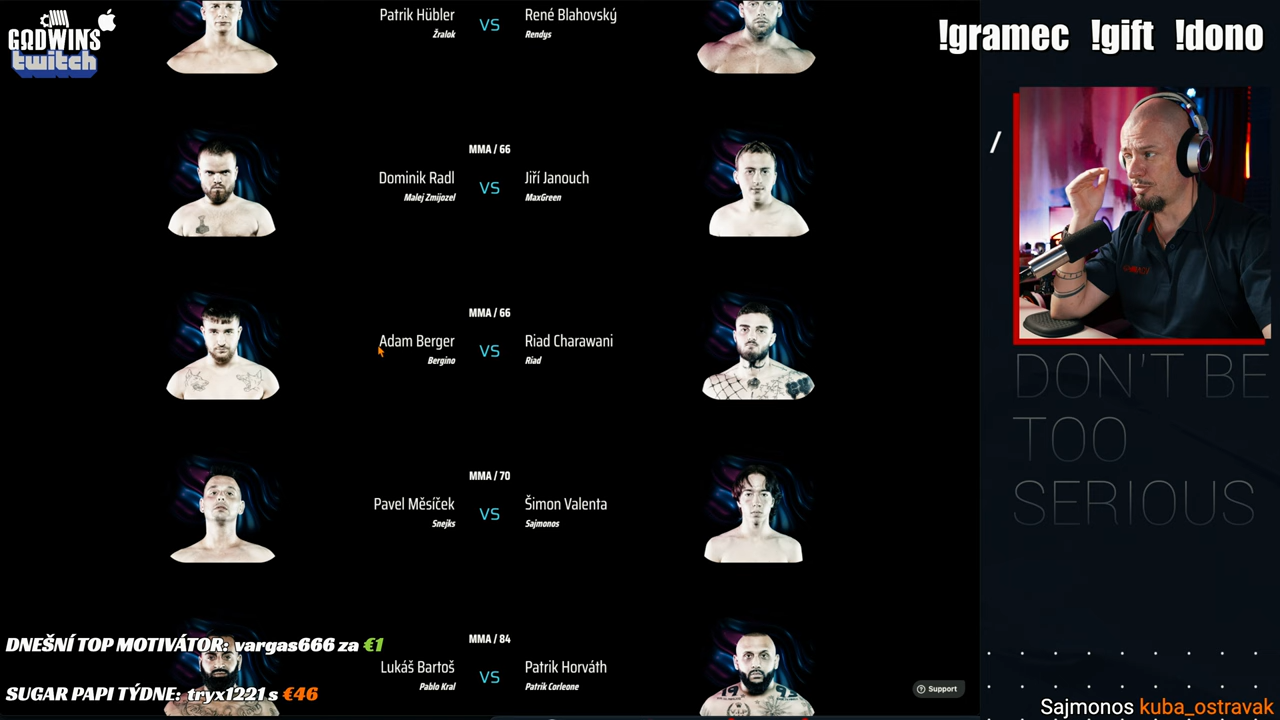 GODWINS
twitch
!gramec !gift !dono
Patrik Hübler
Žralok
VS
René Blahovský
Rendys
MMA / 66
Dominik Radl
Malej Zmijozel
VS
Jiří Janouch
MaxGreen
/
MMA / 66
Adam Berger
Bergino
VS
Riad Charawani
Riad
DON'T BE
TOO
SERIOUS
MMA / 70
Pavel Měsíček
Snejks
VS
Šimon Valenta
Sajmonos
MMA / 84
Lukáš Bartoš
Pablo Kral
VS
Patrik Horváth
Patrik Corleone
19 93
DNEŠNÍ TOP MOTIVÁTOR: vargas666 za €1
SUGAR PAPI TÝDNE: tryx1221 s €46
Support
Sajmonos kuba_ostravak